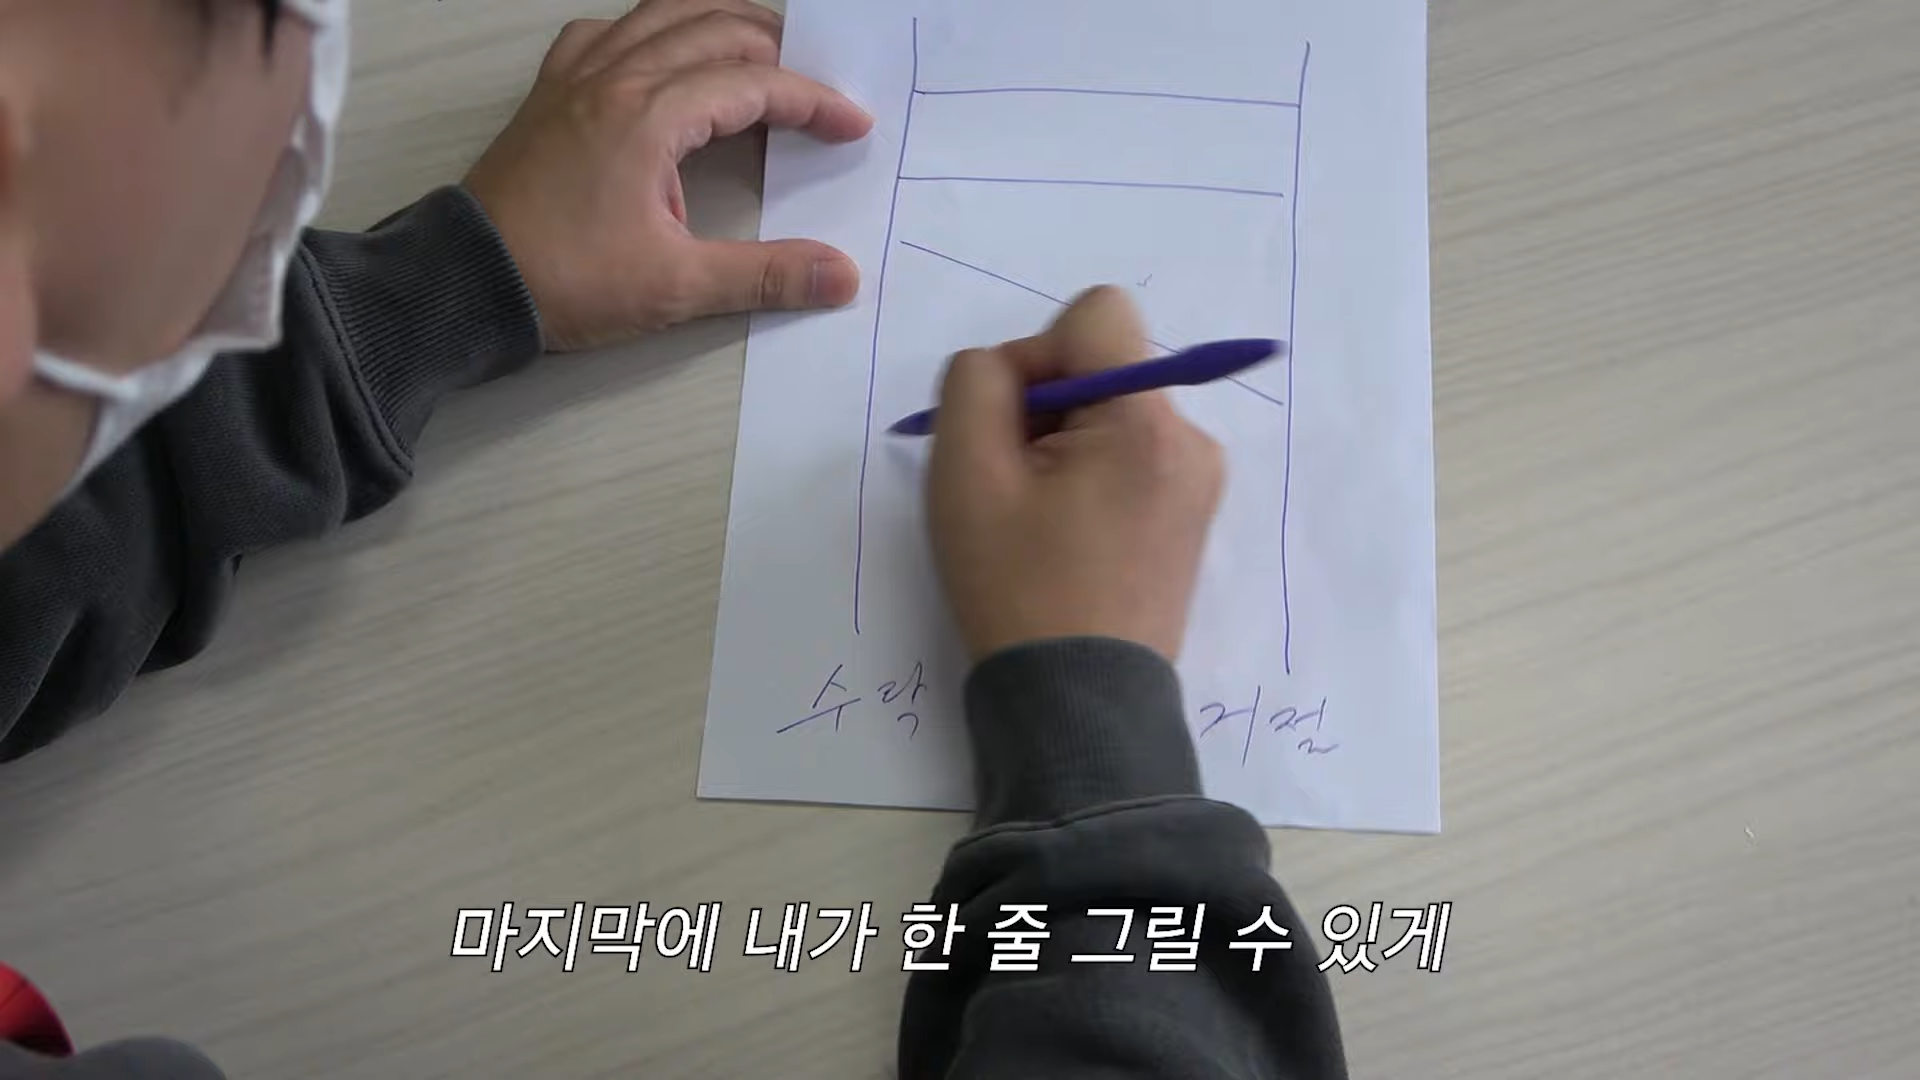 수락 거절
마지막에 내가 한 줄 그릴 수 있게